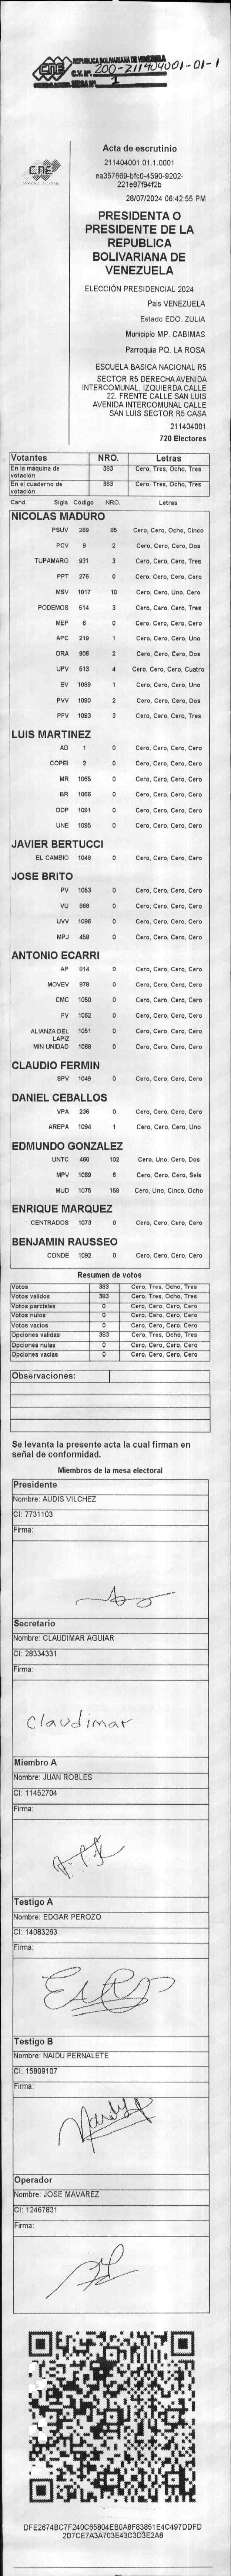 CNE REPUBLICA BOLIVARIANA DE VENEZUELA
C.V. Nº. 200-211404001-01-1
MESA Nº. 1
CNE
Acta de escrutinio
211404001.01.1.0001
ea357669-bfc0-4590-9202-
221e87f94f2b
28/07/2024 06:42:55 PM
PRESIDENTA O
PRESIDENTE DE LA
REPUBLICA
BOLIVARIANA DE
VENEZUELA
ELECCIÓN PRESIDENCIAL 2024
Pais VENEZUELA
Estado EDO. ZULIA
Municipio MP. CABIMAS
Parroquia PQ. LA ROSA
ESCUELA BASICA NACIONAL R5
SECTOR R5 DERECHA AVENIDA
INTERCOMUNAL. IZQUIERDA CALLE
22. FRENTE CALLE SAN LUIS
AVENIDA INTERCOMUNAL CALLE
SAN LUIS SECTOR R5 CASA
211404001
720 Electores
Votantes NRO. Letras
En la máquina de votación 383 Cero, Tres, Ocho, Tres
En el cuaderno de votación 383 Cero, Tres, Ocho, Tres
Cand. Sigla Código NRO. Letras
NICOLAS MADURO
PSUV 269 85 Cero, Cero, Ocho, Cinco
PCV 9 2 Cero, Cero, Cero, Dos
TUPAMARO 931 3 Cero, Cero, Cero, Tres
PPT 276 0 Cero, Cero, Cero, Cero
MSV 1017 10 Cero, Cero, Uno, Cero
PODEMOS 514 3 Cero, Cero, Cero, Tres
MEP 6 0 Cero, Cero, Cero, Cero
APC 219 1 Cero, Cero, Cero, Uno
ORA 906 2 Cero, Cero, Cero, Dos
UPV 513 4 Cero, Cero, Cero, Cuatro
EV 1089 1 Cero, Cero, Cero, Uno
PVV 1090 2 Cero, Cero, Cero, Dos
PFV 1093 3 Cero, Cero, Cero, Tres
LUIS MARTINEZ
AD 1 0 Cero, Cero, Cero, Cero
COPEI 2 0 Cero, Cero, Cero, Cero
MR 1065 0 Cero, Cero, Cero, Cero
BR 1066 0 Cero, Cero, Cero, Cero
DDP 1091 0 Cero, Cero, Cero, Cero
UNE 1095 0 Cero, Cero, Cero, Cero
JAVIER BERTUCCI
EL CAMBIO 1048 0 Cero, Cero, Cero, Cero
JOSE BRITO
PV 1053 0 Cero, Cero, Cero, Cero
VU 868 0 Cero, Cero, Cero, Cero
UVV 1096 0 Cero, Cero, Cero, Cero
MPJ 458 0 Cero, Cero, Cero, Cero
ANTONIO ECARRI
AP 814 0 Cero, Cero, Cero, Cero
MOVEV 979 0 Cero, Cero, Cero, Cero
CMC 1050 0 Cero, Cero, Cero, Cero
FV 1052 0 Cero, Cero, Cero, Cero
ALIANZA DEL LAPIZ 1051 0 Cero, Cero, Cero, Cero
MIN UNIDAD 1068 0 Cero, Cero, Cero, Cero
CLAUDIO FERMIN
SPV 1049 0 Cero, Cero, Cero, Cero
DANIEL CEBALLOS
VPA 236 0 Cero, Cero, Cero, Cero
AREPA 1094 1 Cero, Cero, Cero, Uno
EDMUNDO GONZALEZ
UNTC 460 102 Cero, Uno, Cero, Dos
MPV 1069 6 Cero, Cero, Cero, Seis
MUD 1075 158 Cero, Uno, Cinco, Ocho
ENRIQUE MARQUEZ
CENTRADOS 1073 0 Cero, Cero, Cero, Cero
BENJAMIN RAUSSEO
CONDE 1092 0 Cero, Cero, Cero, Cero
Resumen de votos
Votos 383 Cero, Tres, Ocho, Tres
Votos validos 383 Cero, Tres, Ocho, Tres
Votos parciales 0 Cero, Cero, Cero, Cero
Votos nulos 0 Cero, Cero, Cero, Cero
Votos vacios 0 Cero, Cero, Cero, Cero
Opciones validas 383 Cero, Tres, Ocho, Tres
Opciones nulas 0 Cero, Cero, Cero, Cero
Opciones vacias 0 Cero, Cero, Cero, Cero
Observaciones:
Se levanta la presente acta la cual firman en
señal de conformidad.
Miembros de la mesa electoral
Presidente
Nombre: AUDIS VILCHEZ
CI: 7731103
Firma:
Secretario
Nombre: CLAUDIMAR AGUIAR
CI: 28334331
Firma:
Claudimar
Miembro A
Nombre: JUAN ROBLES
CI: 11452704
Firma:
Testigo A
Nombre: EDGAR PEROZO
CI: 14083263
Firma:
Testigo B
Nombre: NAIDU PERNALETE
CI: 15809107
Firma:
Operador
Nombre: JOSE MAVAREZ
CI: 12467831
Firma:
DFE2674BC7F240C65804EB0A8F83851E4C497DDFD
2D7CE7A3A703E43C3D3E2A8